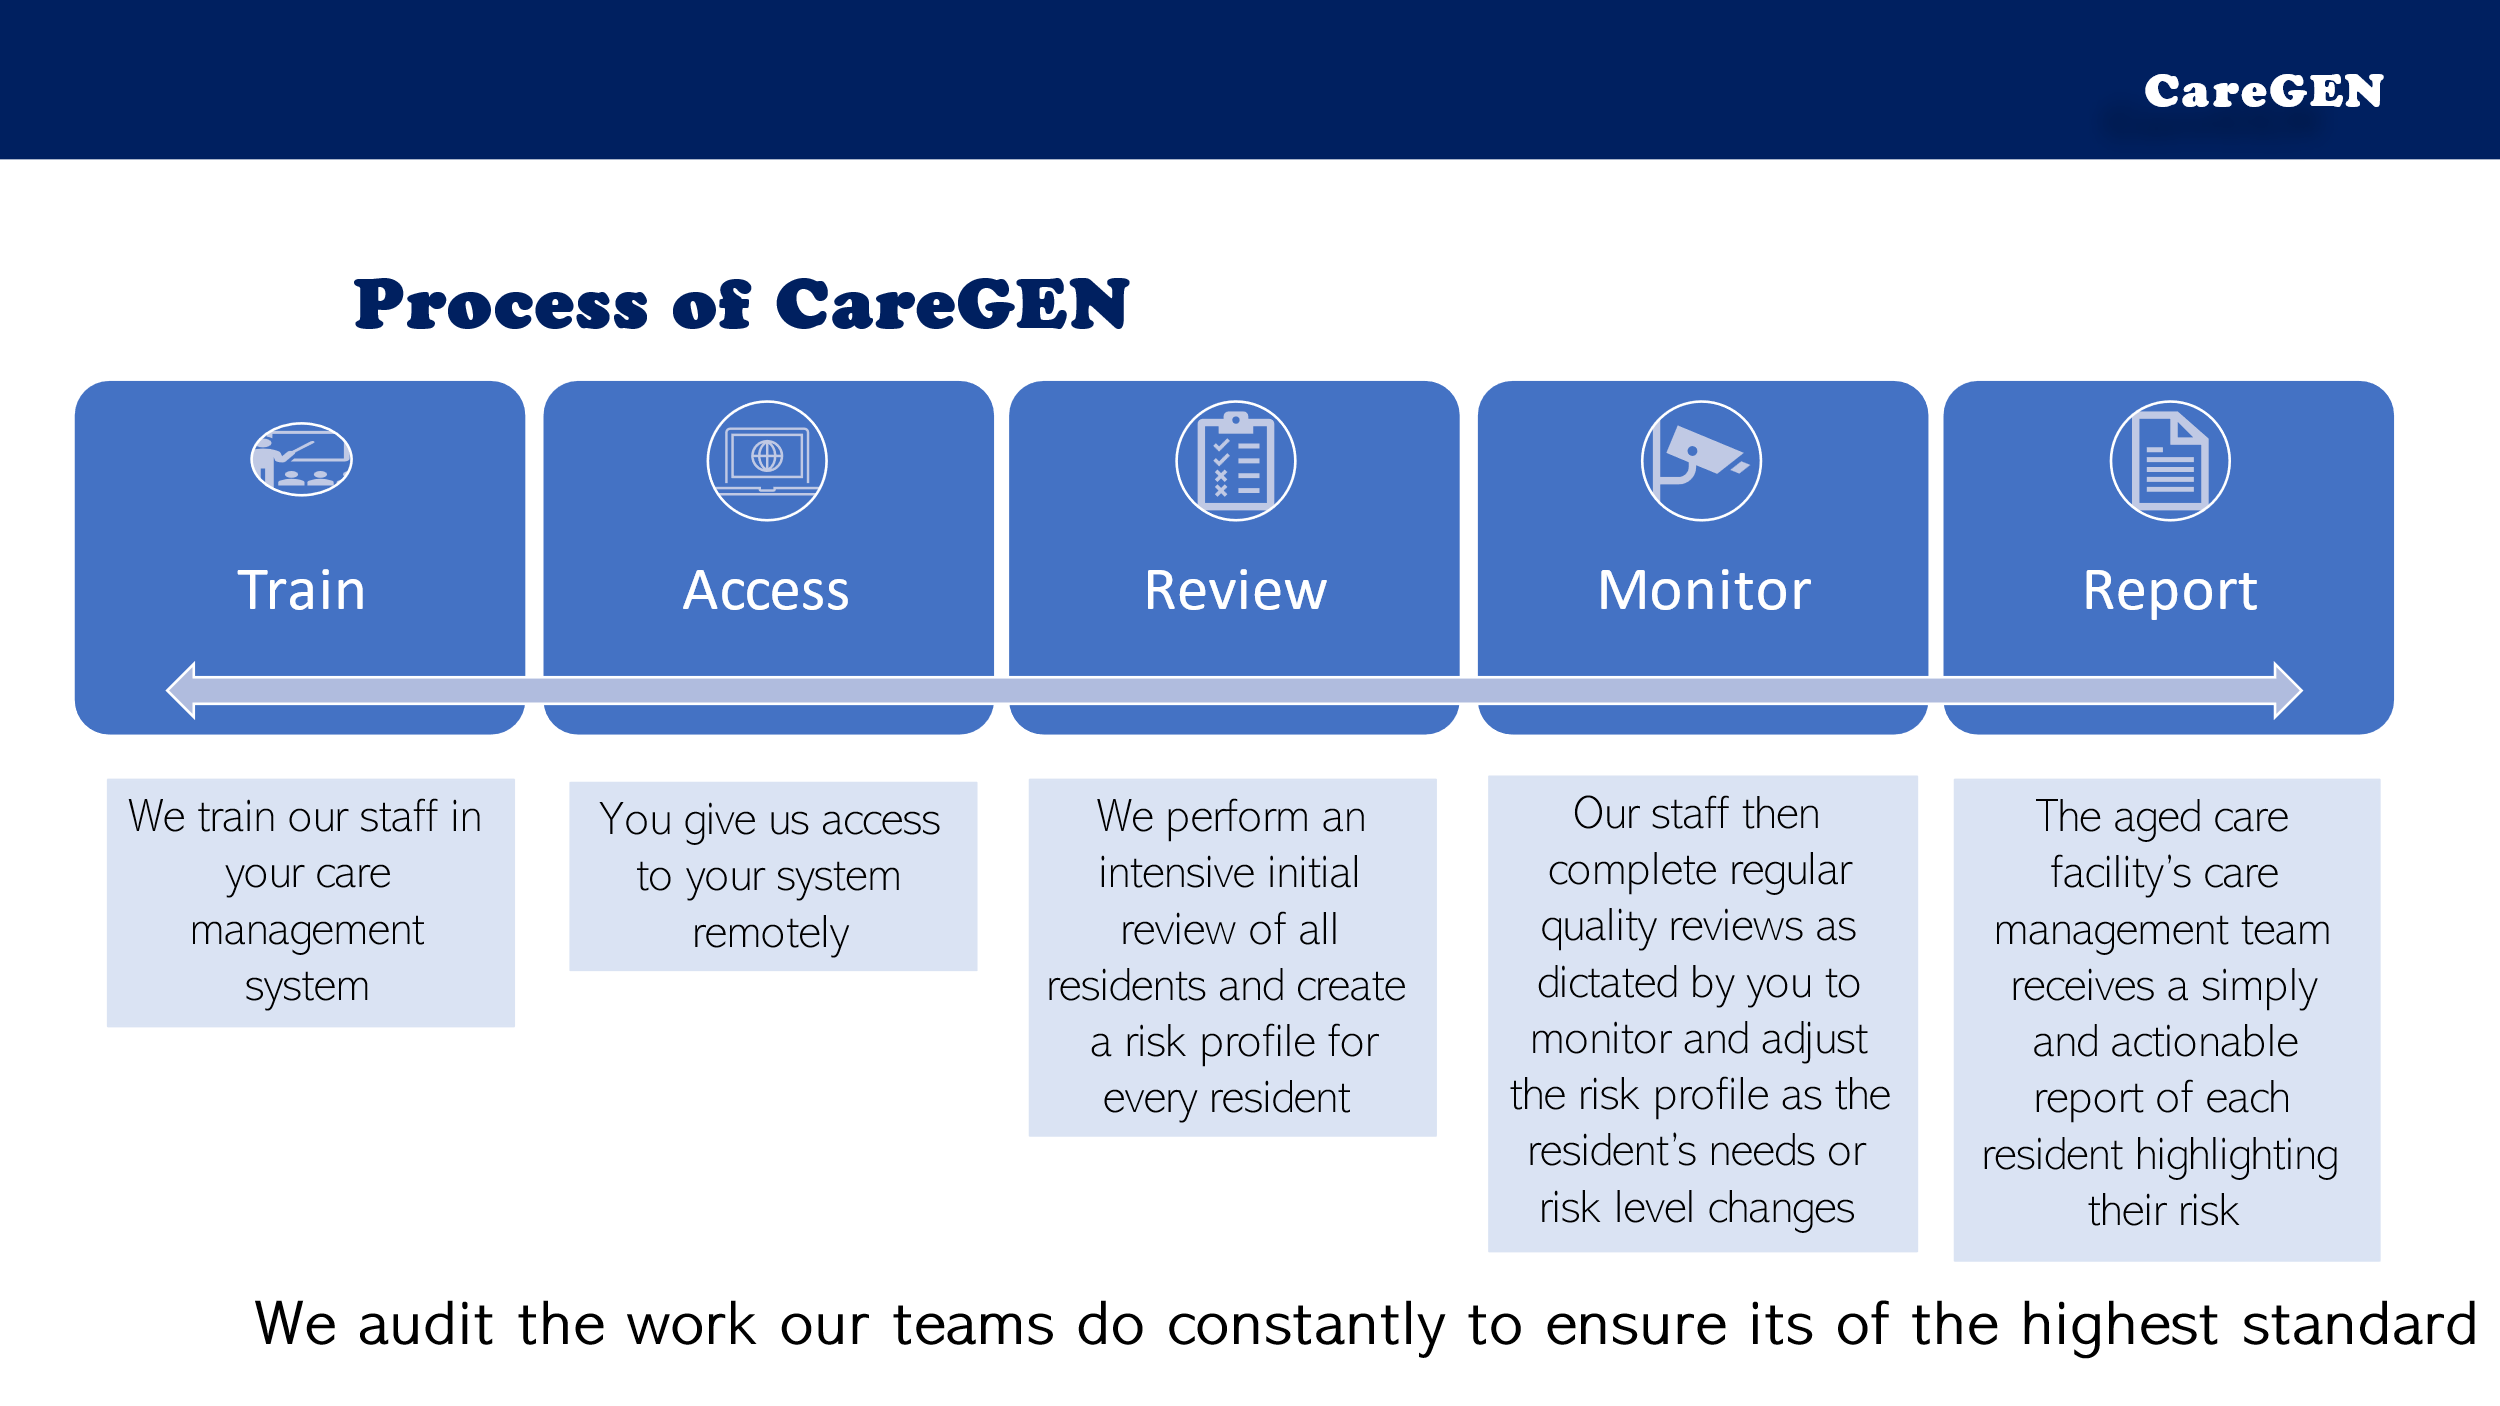 CareGEN
Process of CareGEN
Train
Access
Review
Monitor
Report
We train our staff in
your care
management
system
You give us access
to your system
remotely
We perform an
intensive initial
review of all
residents and create
a risk profile for
every resident
Our staff then
complete regular
quality reviews as
dictated by you to
monitor and adjust
the risk profile as the
resident’s needs or
risk level changes
The aged care
facility’s care
management team
receives a simply
and actionable
report of each
resident highlighting
their risk
We audit the work our teams do constantly to ensure its of the highest standard